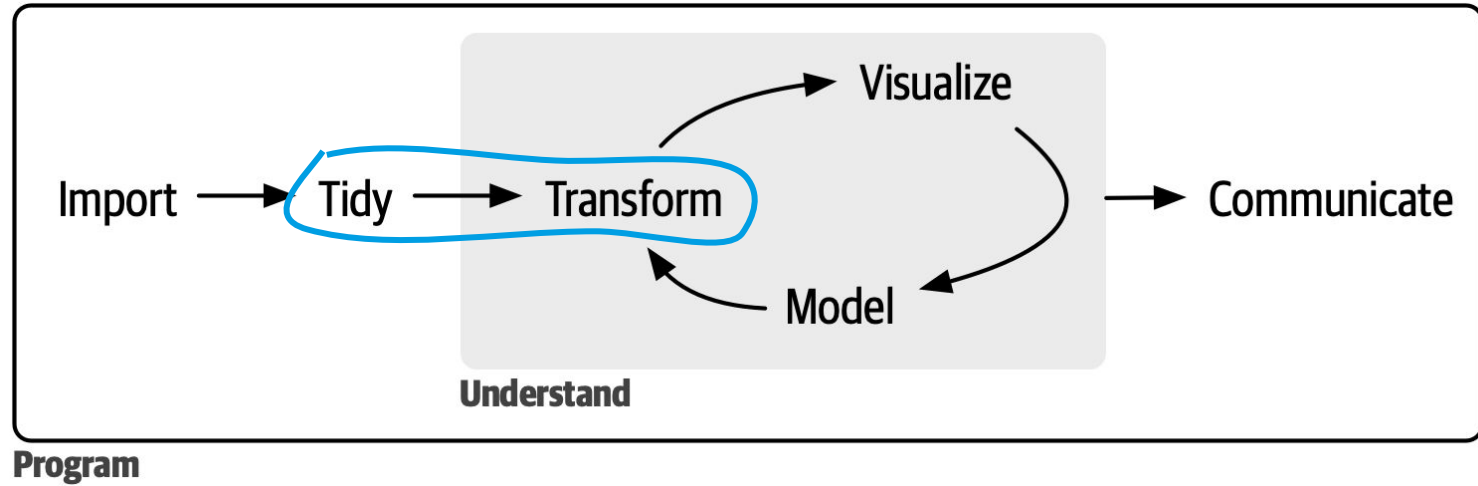 Visualize
Import Tidy Transform Communicate
Model
Understand
Program